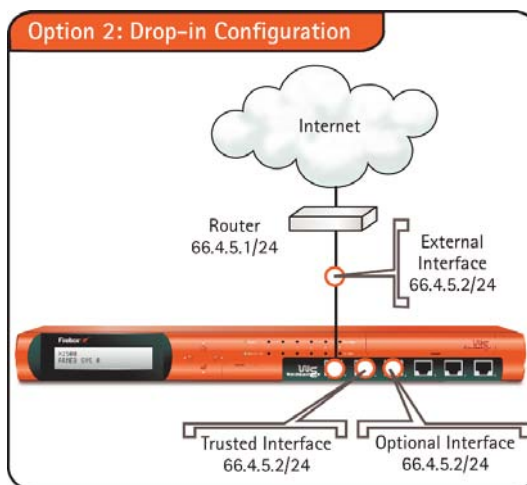 Option 2: Drop-in Configuration
Internet
Router
66.4.5.1/24
External
Interface
66.4.5.2/24
Firebox
Trusted Interface
66.4.5.2/24
Optional Interface
66.4.5.2/24